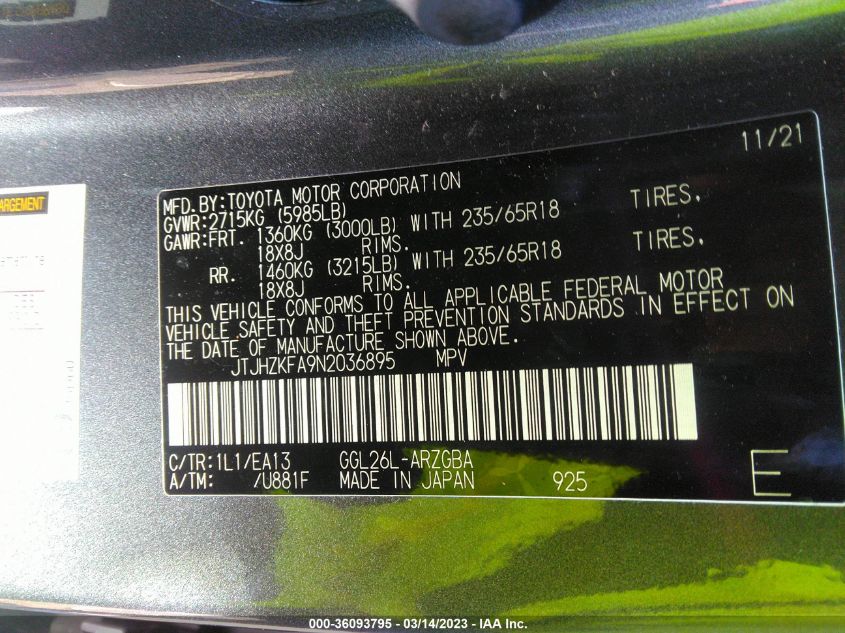 11/21
MFD.BY:TOYOTA MOTOR CORPORATION
GVWR:2715KG (5985LB)
GAWR:FRT. 1360KG (3000LB) WITH 235/65R18 TIRES.
18X8J RIMS.
RR. 1460KG (3215LB) WITH 235/65R18 TIRES.
18X8J RIMS.
THIS VEHICLE CONFORMS TO ALL APPLICABLE FEDERAL MOTOR
VEHICLE SAFETY AND THEFT PREVENTION STANDARDS IN EFFECT ON
THE DATE OF MANUFACTURE SHOWN ABOVE.
JTJHZKFA9N2036895 MPV
C/TR:1L1/EA13 GGL26L-ARZGBA
A/TM: /U881F MADE IN JAPAN 925 E
000-36093795 - 03/14/2023 - IAA Inc.